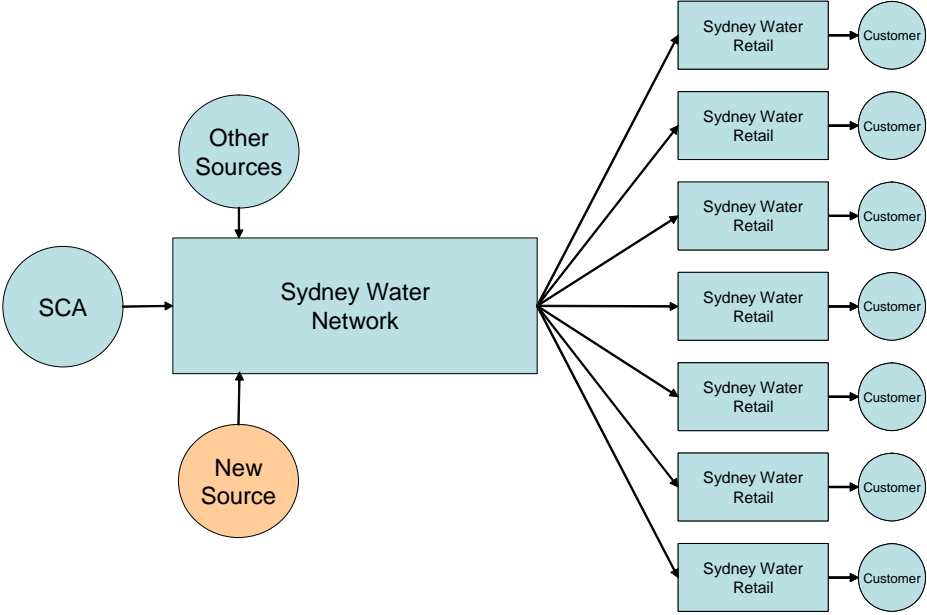 Other
Sources
SCA
Sydney Water
Network
New
Source
Sydney Water
Retail
Customer
Sydney Water
Retail
Customer
Sydney Water
Retail
Customer
Sydney Water
Retail
Customer
Sydney Water
Retail
Customer
Sydney Water
Retail
Customer
Sydney Water
Retail
Customer